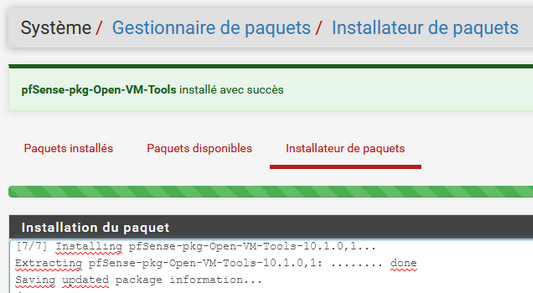 Système / Gestionnaire de paquets / Installateur de paquets
pfSense-pkg-Open-VM-Tools installé avec succès
Paquets installés Paquets disponibles Installateur de paquets
Installation du paquet
[7/7] Installing pfSense-pkg-Open-VM-Tools-10.1.0,1...
Extracting pfSense-pkg-Open-VM-Tools-10.1.0,1: ........ done
Saving updated package information...